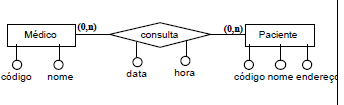 (0,n) (0,n)
Médico consulta Paciente
data hora
código nome código nome endereço